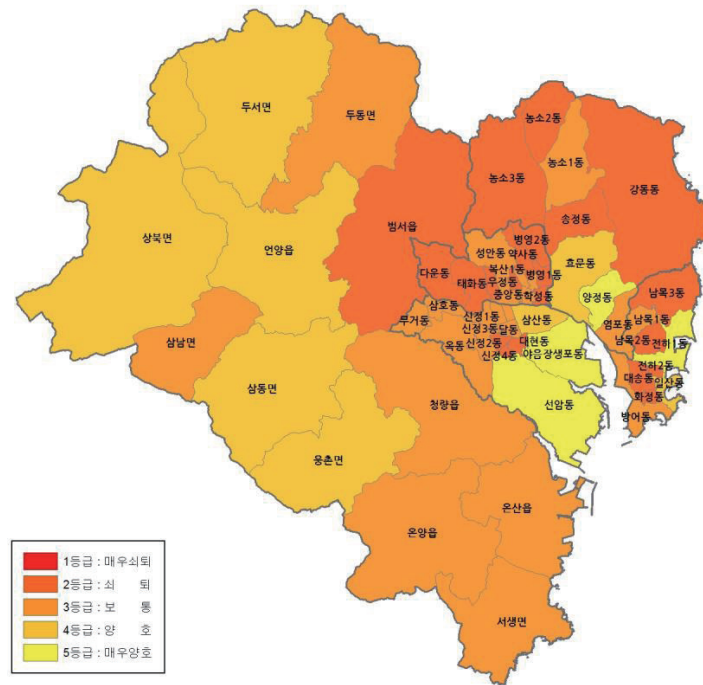 두서면
두동면
농소2동
농소1동
강동동
농소3동
범서읍
송정동
상북면
언양읍
병영2동
성안동
약사동
효문동
다운동
복산1동
병영1동
태화동
우정동
중앙동
학성동
양정동
남목3동
삼호동
무거동
신정1동
삼산동
염포동
남목1동
신정3동
달동
삼남면
옥동
신정2동
대현동
남목2동
전하1동
신정4동
야음장생포동
전하2동
삼동면
청량읍
대송동
일산동
선암동
화정동
방어동
웅촌면
온산읍
온양읍
서생면
1등급 : 매우쇠퇴
2등급 : 쇠 퇴
3등급 : 보 통
4등급 : 양 호
5등급 : 매우양호